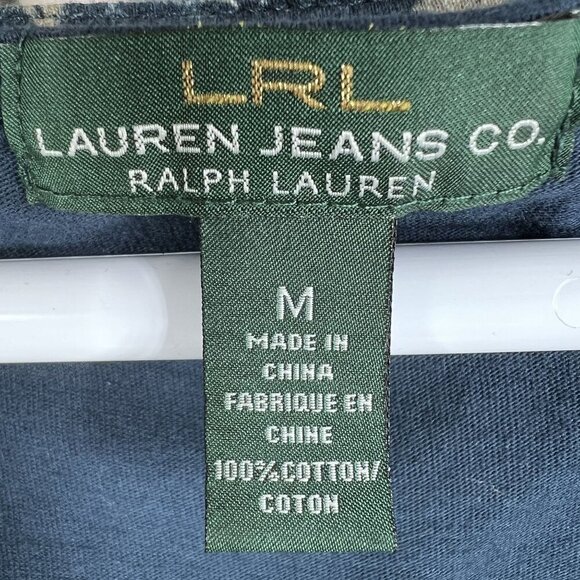 LRL
LAUREN JEANS CO.
RALPH LAUREN
M
MADE IN
CHINA
FABRIQUE EN
CHINE
100% COTTON/
COTON